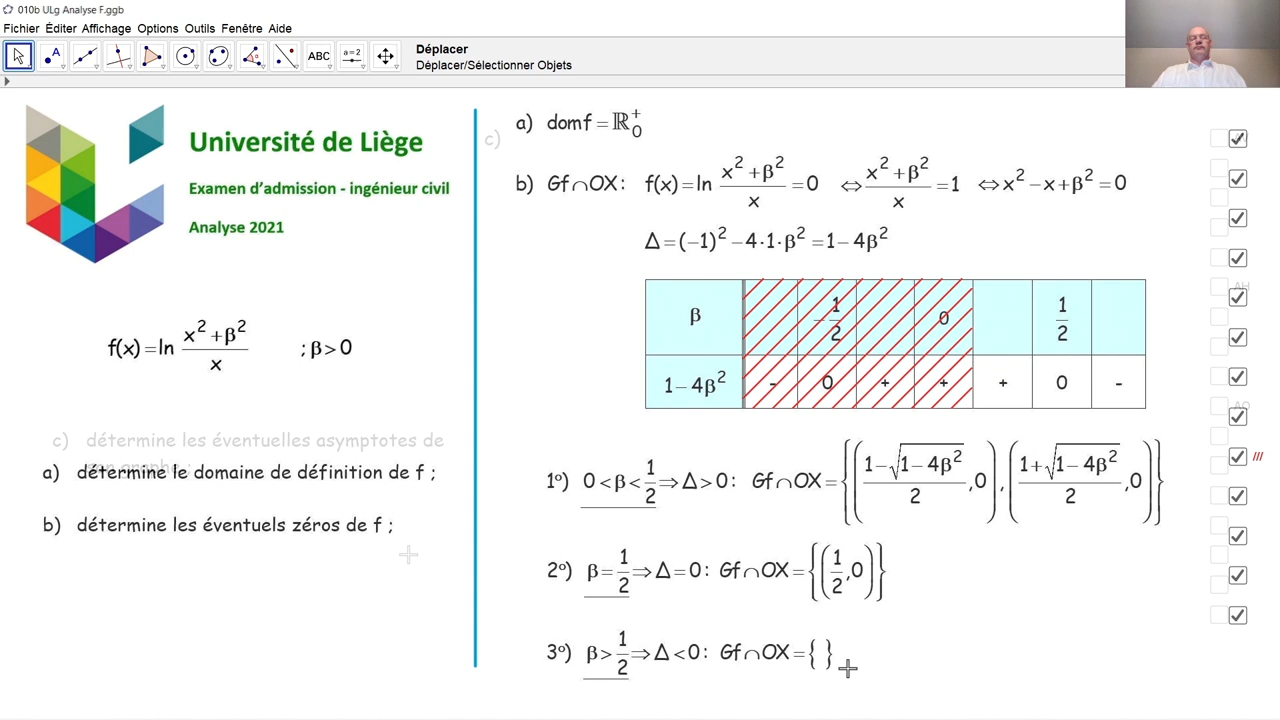 010b ULg Analyse F.ggb
Fichier Éditer Affichage Options Outils Fenêtre Aide
A ABC a=2
Déplacer
Déplacer/Sélectionner Objets
Université de Liège
Examen d'admission - ingénieur civil
Analyse 2021
f(x)=ln (x²+β²)/x ; β>0
c) détermine les éventuelles asymptotes de
a) détermine le domaine de définition de f ;
b) détermine les éventuels zéros de f ;
c)
a) domf = ℝ₀⁺
b) Gf∩OX: f(x)=ln (x²+β²)/x =0 ⇔ (x²+β²)/x =1 ⇔ x²-x+β²=0
Δ=(-1)²-4·1·β²=1-4β²
β -1/2 0 1/2
1-4β² - 0 + + + 0 -
1°) 0<β<1/2 ⇒ Δ>0: Gf∩OX={((1-√(1-4β²))/2,0),((1+√(1-4β²))/2,0)}
2°) β=1/2 ⇒ Δ=0: Gf∩OX={(1/2,0)}
3°) β>1/2 ⇒ Δ<0: Gf∩OX={ }
AH
AO
///